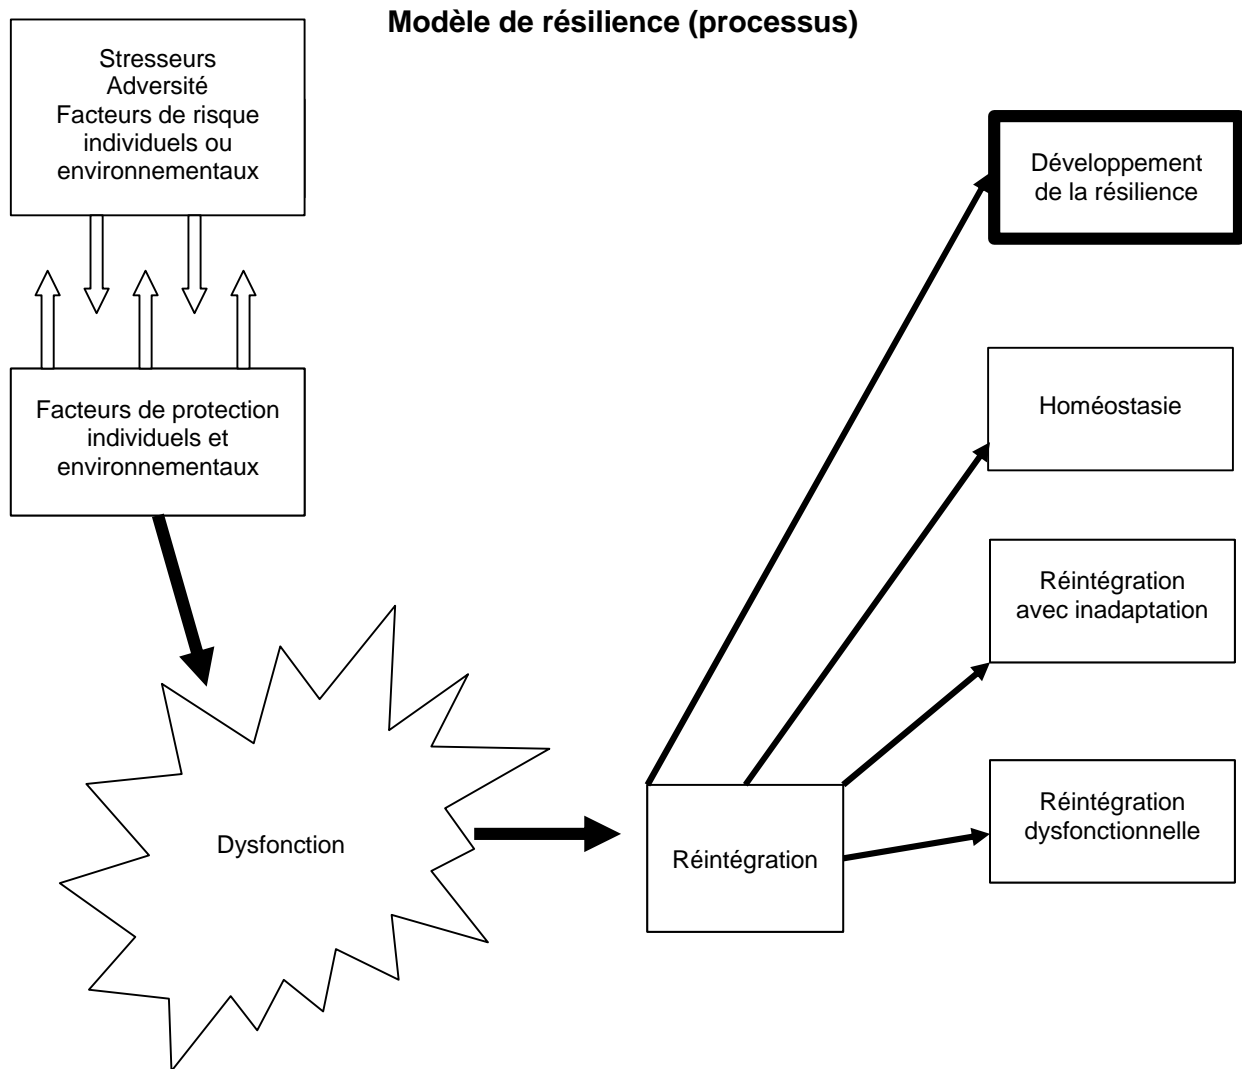 Modèle de résilience (processus)
Stresseurs
Adversité
Facteurs de risque
individuels ou
environnementaux
Facteurs de protection
individuels et
environnementaux
Dysfonction
Réintégration
Développement
de la résilience
Homéostasie
Réintégration
avec inadaptation
Réintégration
dysfonctionnelle